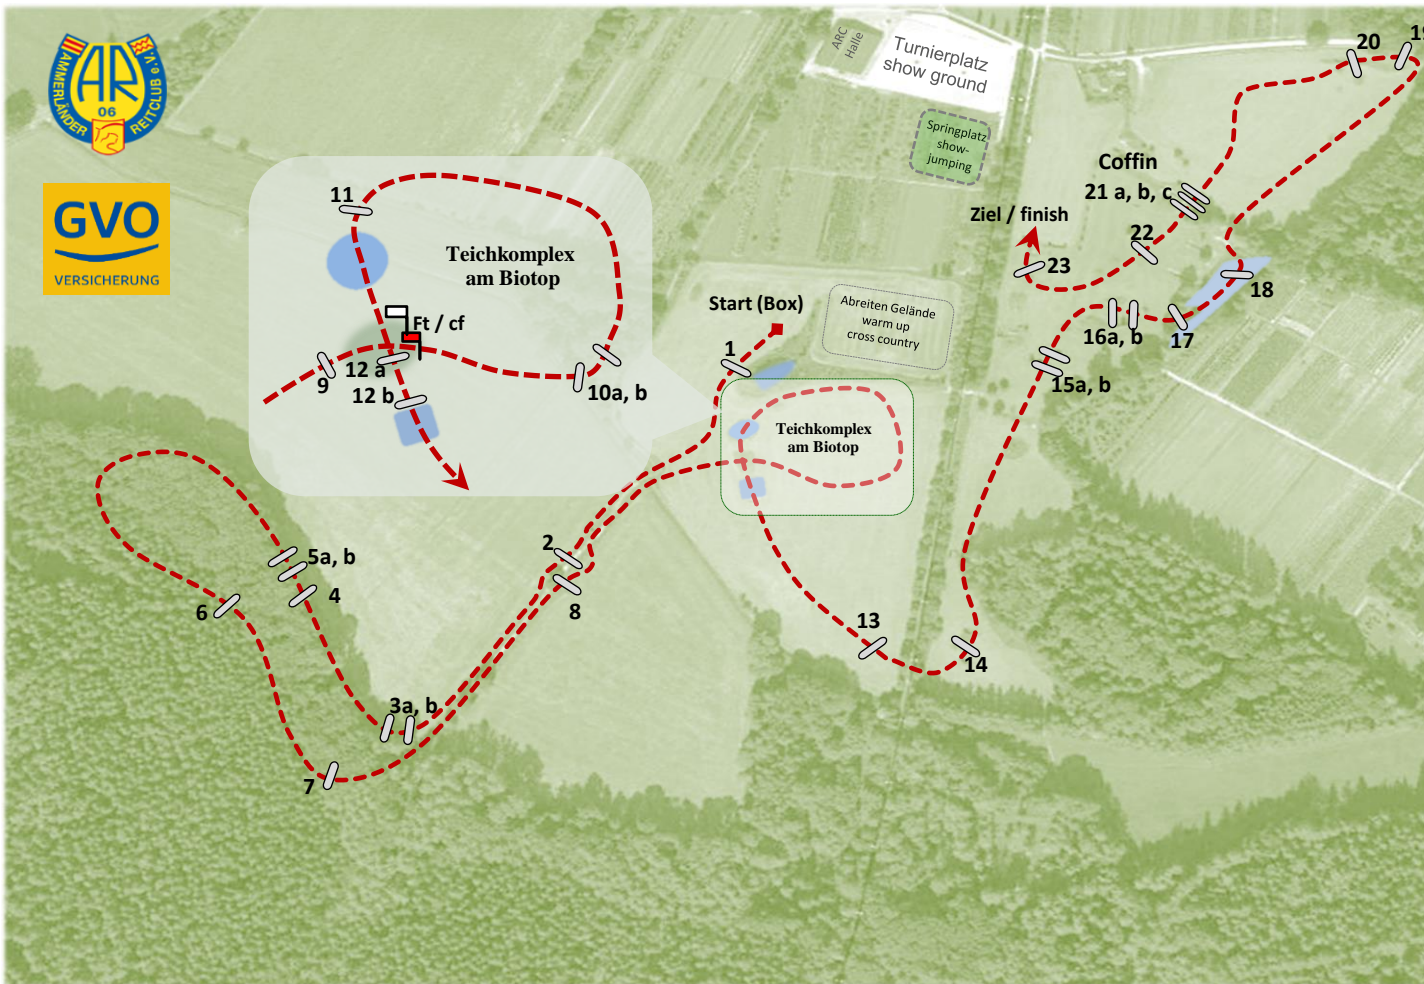 AMMERLÄNDER REITCLUB e.V.
AR
06
GVO
VERSICHERUNG
ARC
Halle
Turnierplatz
show ground
Springplatz
show-
jumping
20
19
Coffin
21 a, b, c
Ziel / finish
22
23
18
17
16a, b
15a, b
11
Teichkomplex
am Biotop
Ft / cf
9
12 a
12 b
10a, b
Start (Box)
1
Abreiten Gelände
warm up
cross country
Teichkomplex
am Biotop
2
8
5a, b
4
6
3a, b
7
13
14